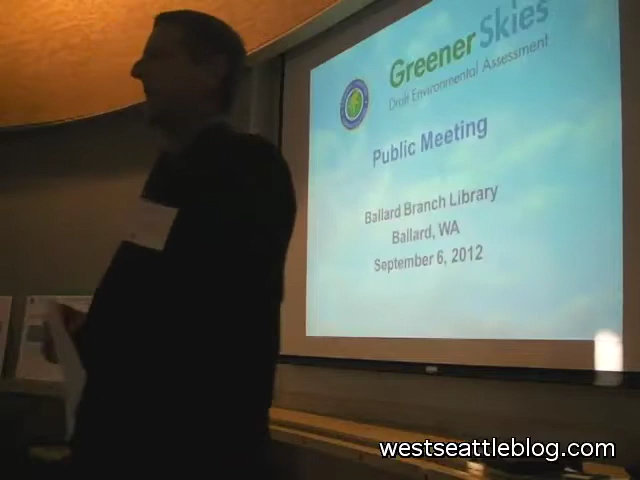 Greener Skies
Draft Environmental Assessment
Public Meeting
Ballard Branch Library
Ballard, WA
September 6, 2012
westseattleblog.com